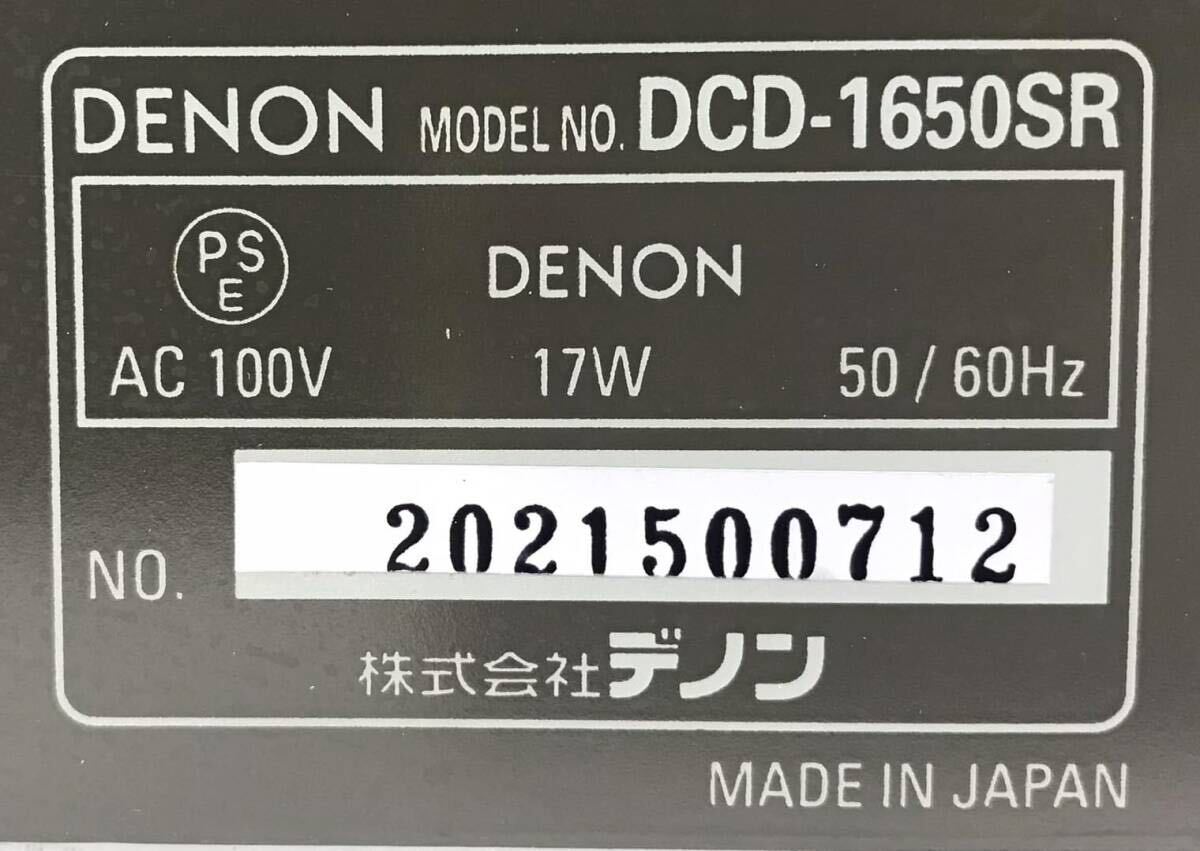 DENON MODEL NO. DCD-1650SR
PS
E
DENON
AC 100V 17W 50 / 60Hz
NO. 2021500712
株式会社デノン
MADE IN JAPAN